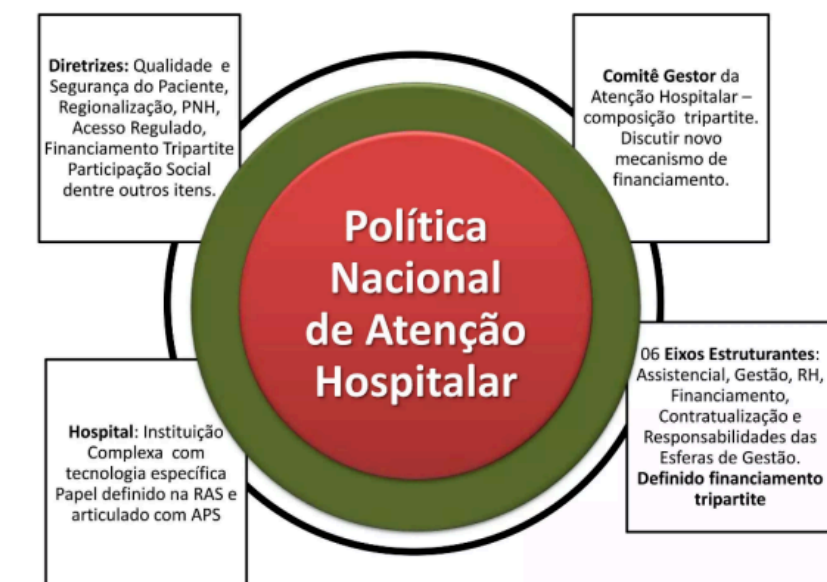 Diretrizes: Qualidade e
Segurança do Paciente,
Regionalização, PNH,
Acesso Regulado,
Financiamento Tripartite
Participação Social
dentre outros itens.
Comitê Gestor da
Atenção Hospitalar –
composição tripartite.
Discutir novo
mecanismo de
financiamento.
Política
Nacional
de Atenção
Hospitalar
Hospital: Instituição
Complexa com
tecnologia específica
Papel definido na RAS e
articulado com APS
06 Eixos Estruturantes:
Assistencial, Gestão, RH,
Financiamento,
Contratualização e
Responsabilidades das
Esferas de Gestão.
Definido financiamento
tripartite